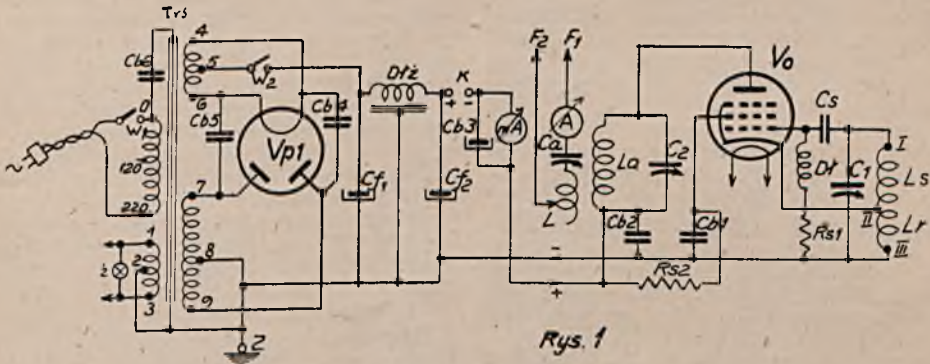 Trs
Cb6
0
W1
120
220
1
2
3
ż
4
5
6
7
8
9
W2
Cb5
Vp1
Cb4
Cf1
Dłż
Cf2
K
+ -
Cb3
mA
Z
F2
F1
A
Ca
L
La
C2
Cb2
Cb1
Vo
Cs
Dł
Rs1
C1
I
Ls
Lr
II
III
-
+
Rs2
Rys. 1